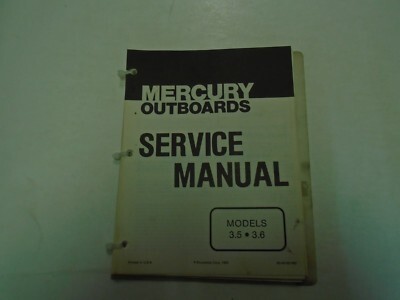 MERCURY
OUTBOARDS
SERVICE
MANUAL
MODELS
3.5 • 3.6